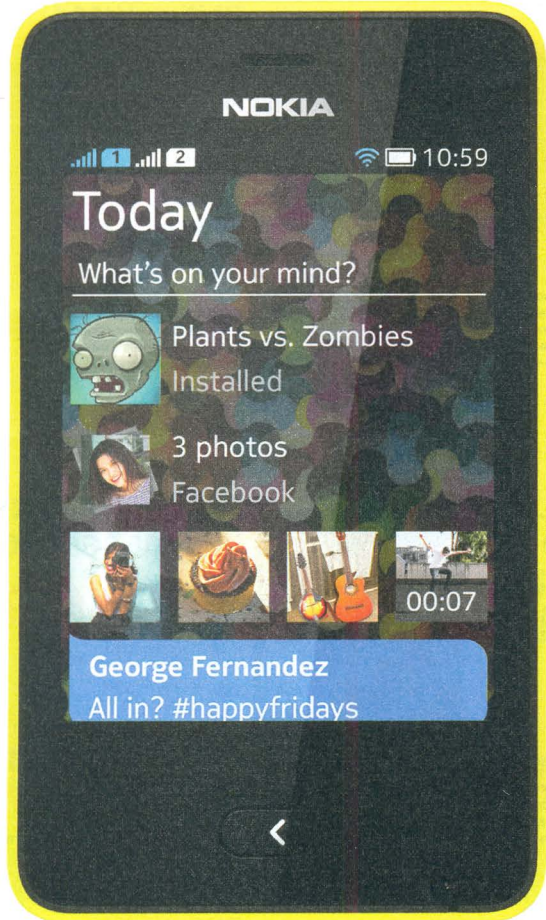 NOKIA
1 2 10:59
Today
What's on your mind?
Plants vs. Zombies
Installed
3 photos
Facebook
00:07
George Fernandez
All in? #happyfridays